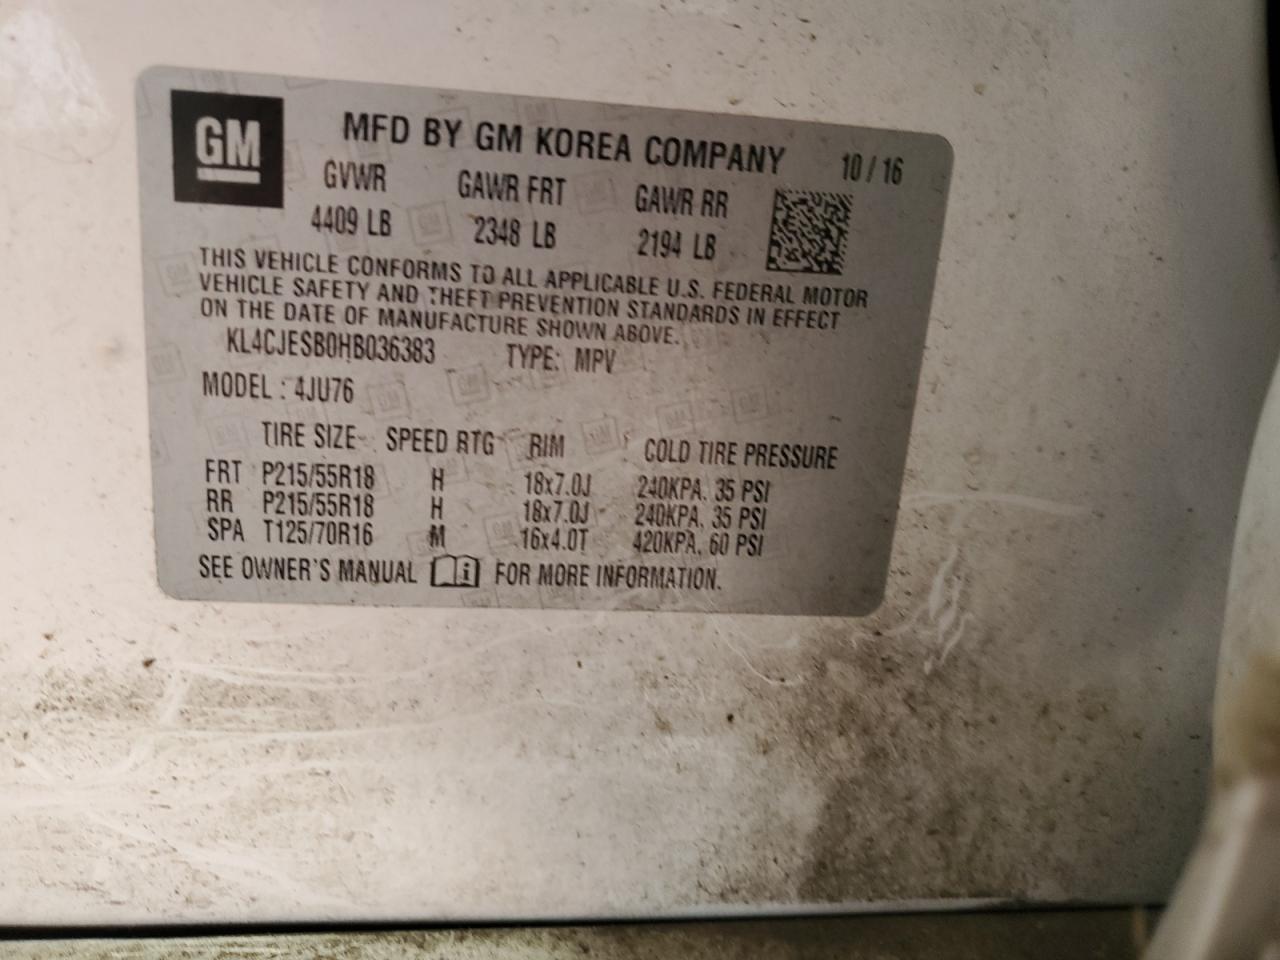 GM
MFD BY GM KOREA COMPANY 10 / 16
GVWR GAWR FRT GAWR RR
4409 LB 2348 LB 2194 LB
THIS VEHICLE CONFORMS TO ALL APPLICABLE U.S. FEDERAL MOTOR
VEHICLE SAFETY AND THEFT PREVENTION STANDARDS IN EFFECT
ON THE DATE OF MANUFACTURE SHOWN ABOVE.
KL4CJESB0HB036383 TYPE: MPV
MODEL : 4JU76
TIRE SIZE SPEED RTG RIM COLD TIRE PRESSURE
FRT P215/55R18 H 18x7.0J 240KPA, 35 PSI
RR P215/55R18 H 18x7.0J 240KPA, 35 PSI
SPA T125/70R16 M 16x4.0T 420KPA, 60 PSI
SEE OWNER'S MANUAL i FOR MORE INFORMATION.